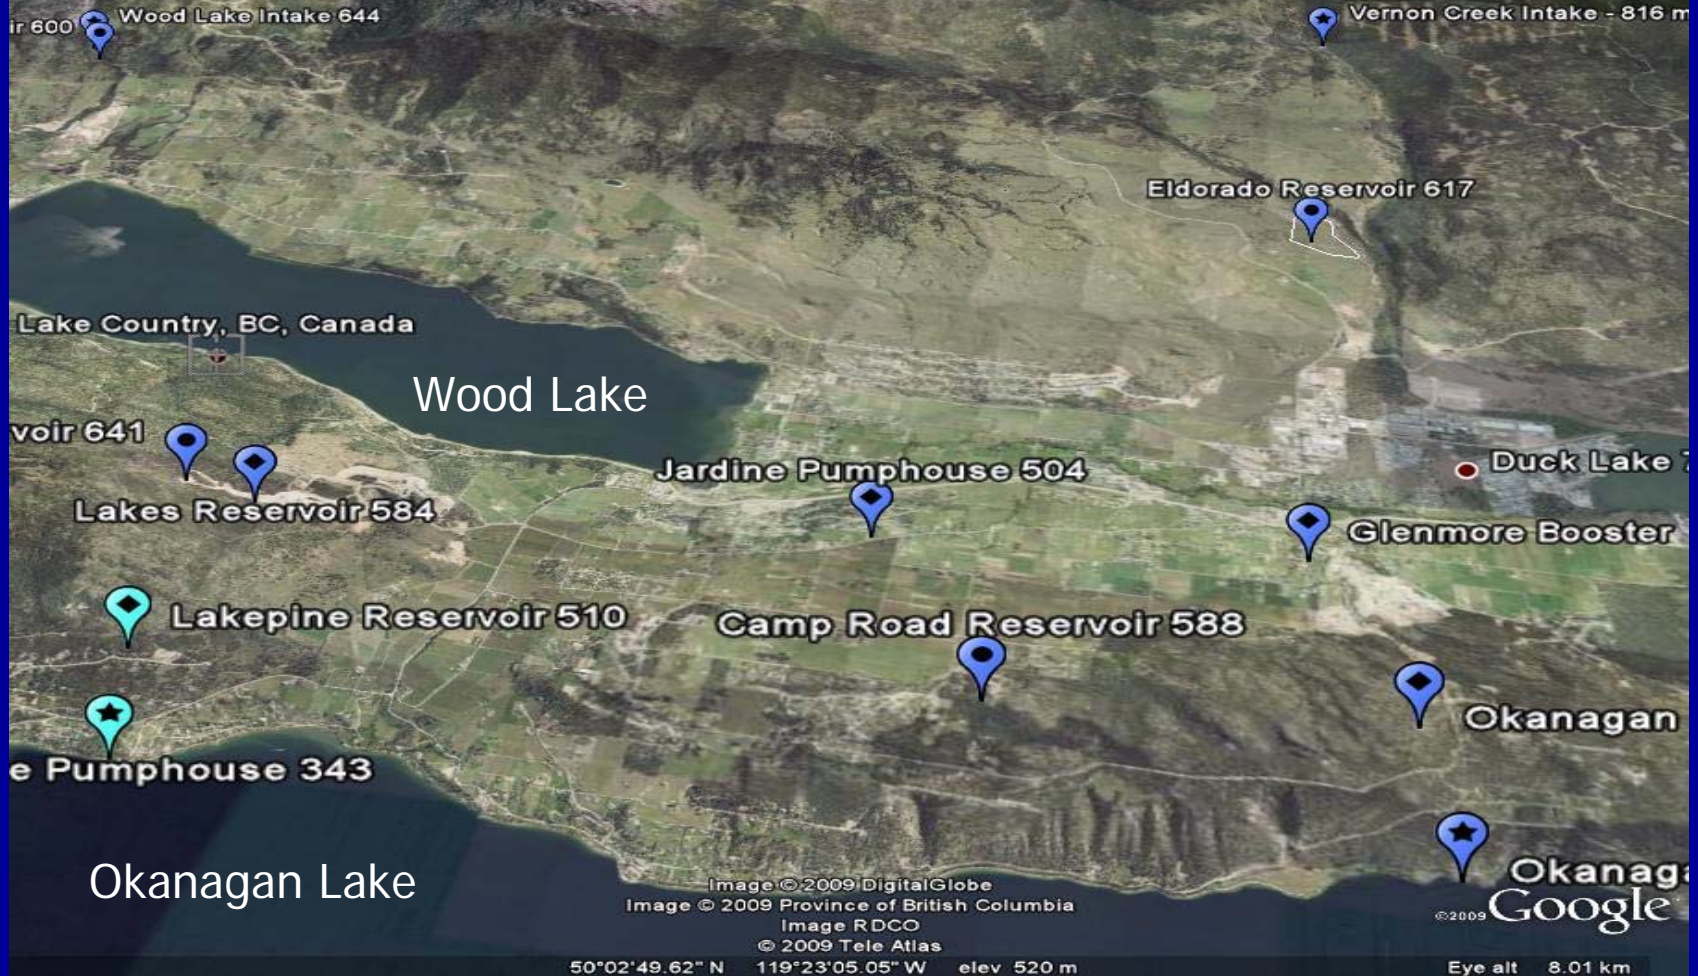 ir 600
Wood Lake Intake 644
Vernon Creek Intake - 816 m
Eldorado Reservoir 617
Lake Country, BC, Canada
Wood Lake
voir 641
Jardine Pumphouse 504
Duck Lake
Lakes Reservoir 584
Glenmore Booster
Lakepine Reservoir 510
Camp Road Reservoir 588
Okanagan
e Pumphouse 343
Okanagan Lake
Okanaga
Image © 2009 DigitalGlobe
Image © 2009 Province of British Columbia
Image RDCO
© 2009 Tele Atlas
©2009 Google
50°02'49.62" N 119°23'05.05" W elev 520 m
Eye alt 8.01 km